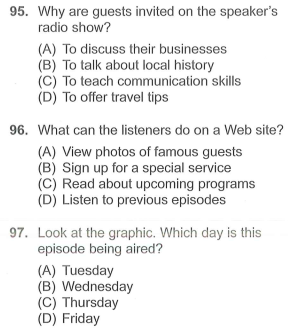 95. Why are guests invited on the speaker's
radio show?
(A) To discuss their businesses
(B) To talk about local history
(C) To teach communication skills
(D) To offer travel tips
96. What can the listeners do on a Web site?
(A) View photos of famous guests
(B) Sign up for a special service
(C) Read about upcoming programs
(D) Listen to previous episodes
97. Look at the graphic. Which day is this
episode being aired?
(A) Tuesday
(B) Wednesday
(C) Thursday
(D) Friday